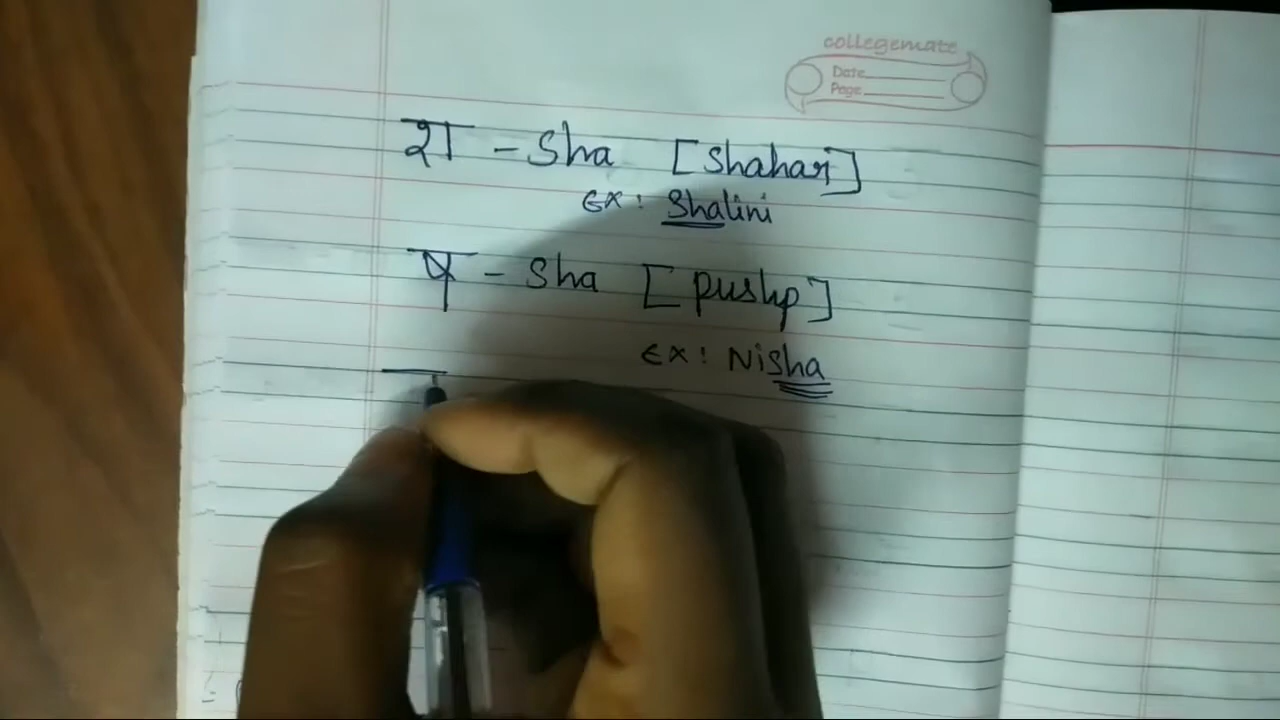 collegemate
Date
Page
श - Sha [Shahar]
Ex: Shalini
ष - Sha [pushp]
Ex: Nisha